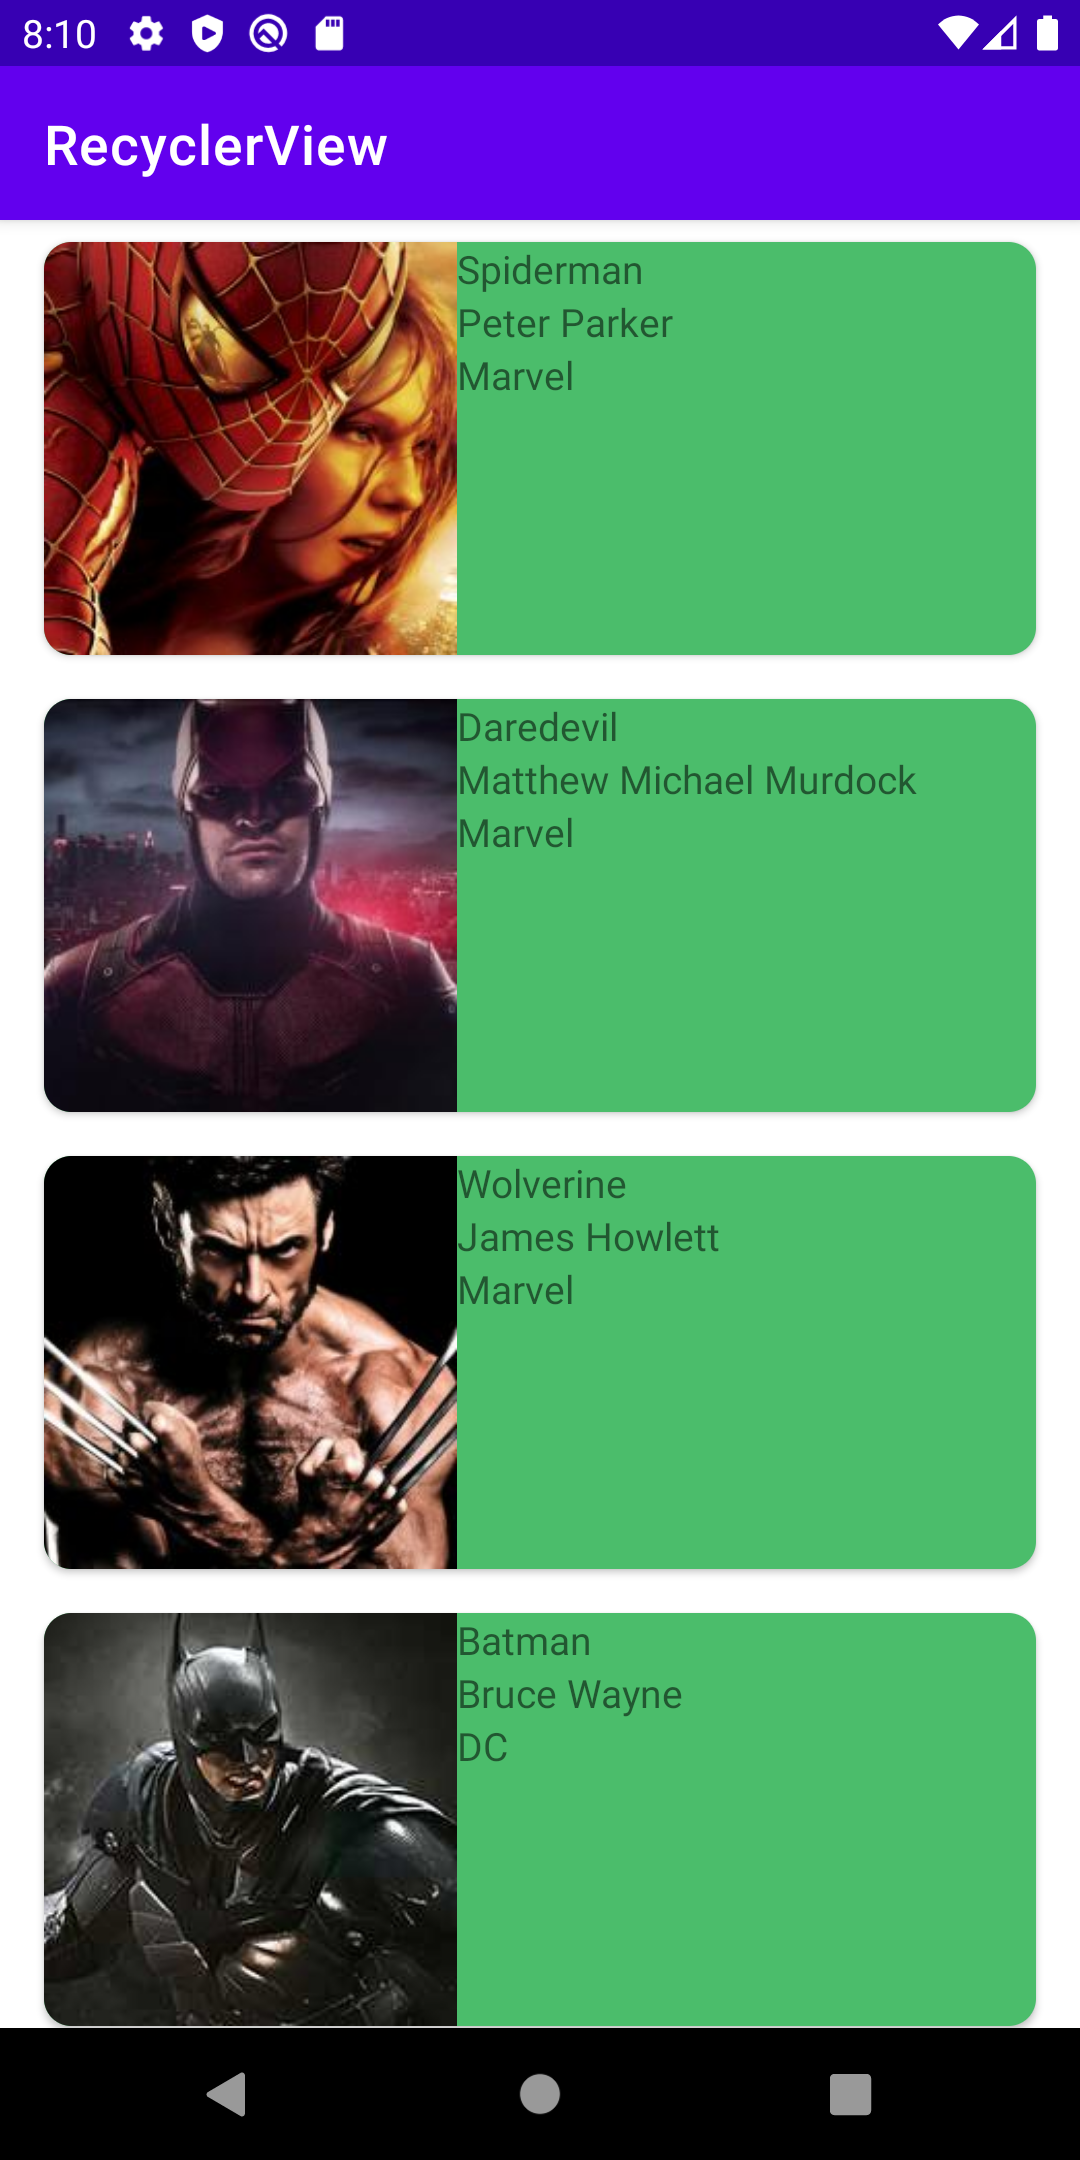 8:10
RecyclerView
Spiderman
Peter Parker
Marvel
Daredevil
Matthew Michael Murdock
Marvel
Wolverine
James Howlett
Marvel
Batman
Bruce Wayne
DC